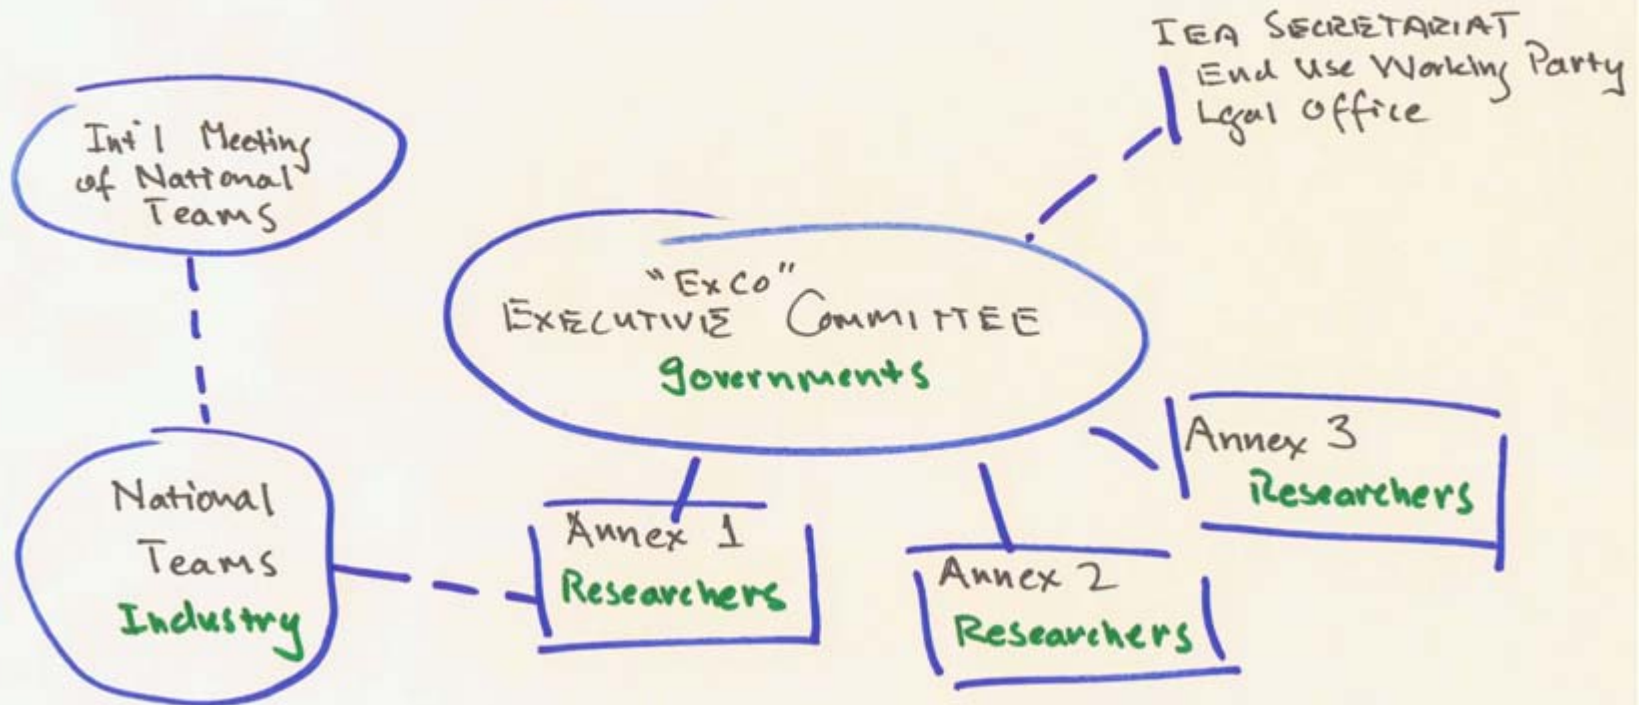 IEA SECRETARIAT
End Use Working Party
Legal Office
Int'l Meeting
of National
Teams
"ExCo"
EXECUTIVE COMMITTEE
governments
National
Teams
Industry
Annex 1
Researchers
Annex 2
Researchers
Annex 3
Researchers